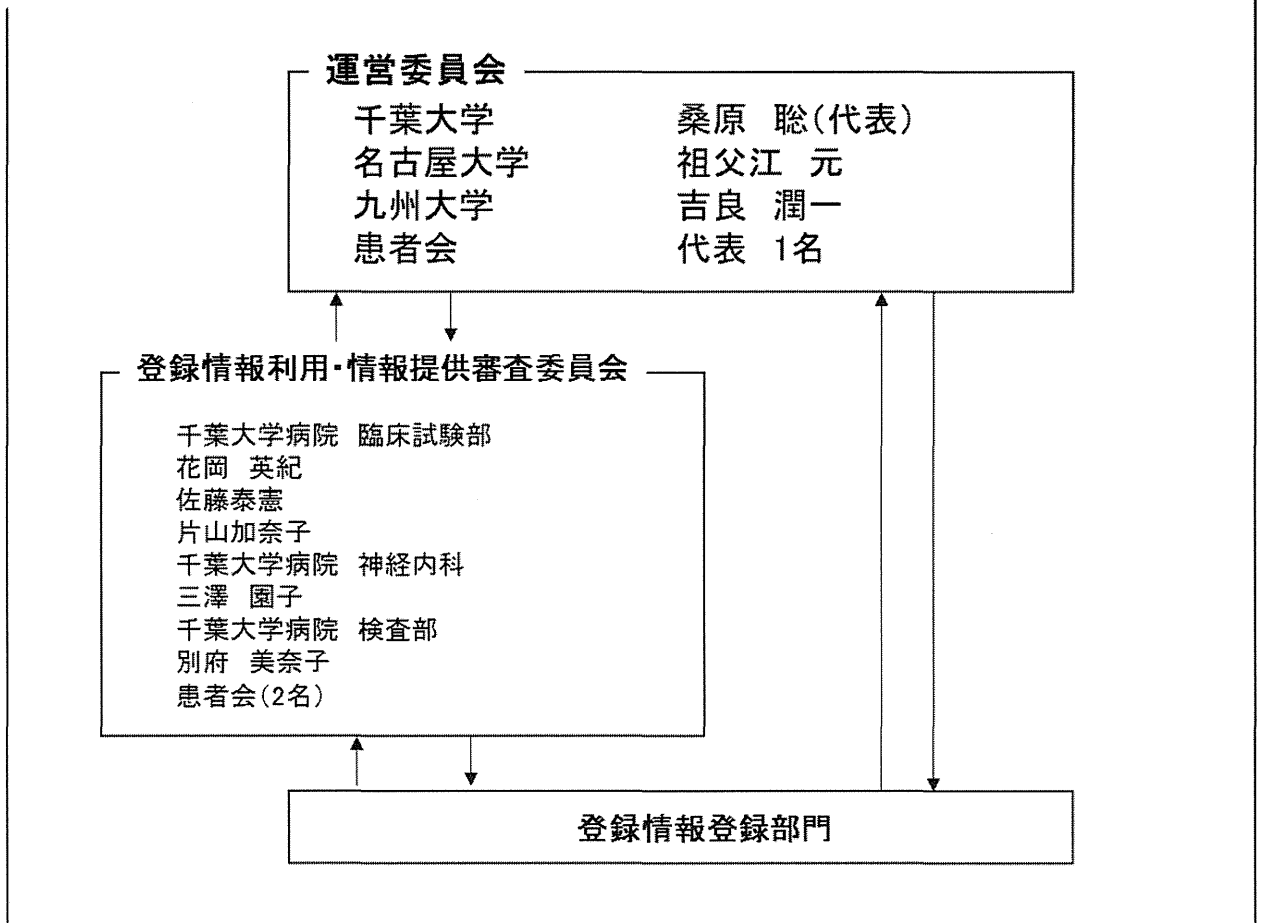 運営委員会
千葉大学 桑原 聡(代表)
名古屋大学 祖父江 元
九州大学 吉良 潤一
患者会 代表 1名
登録情報利用・情報提供審査委員会
千葉大学病院 臨床試験部
花岡 英紀
佐藤泰憲
片山加奈子
千葉大学病院 神経内科
三澤 園子
千葉大学病院 検査部
別府 美奈子
患者会(2名)
登録情報登録部門